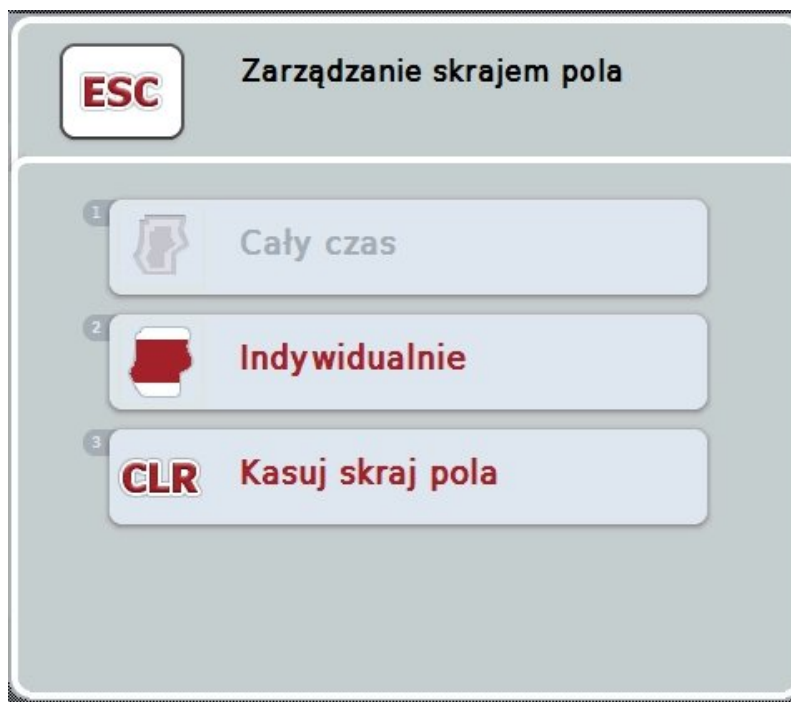 ESC
Zarządzanie skrajem pola
1
Cały czas
2
Indywidualnie
3
CLR
Kasuj skraj pola